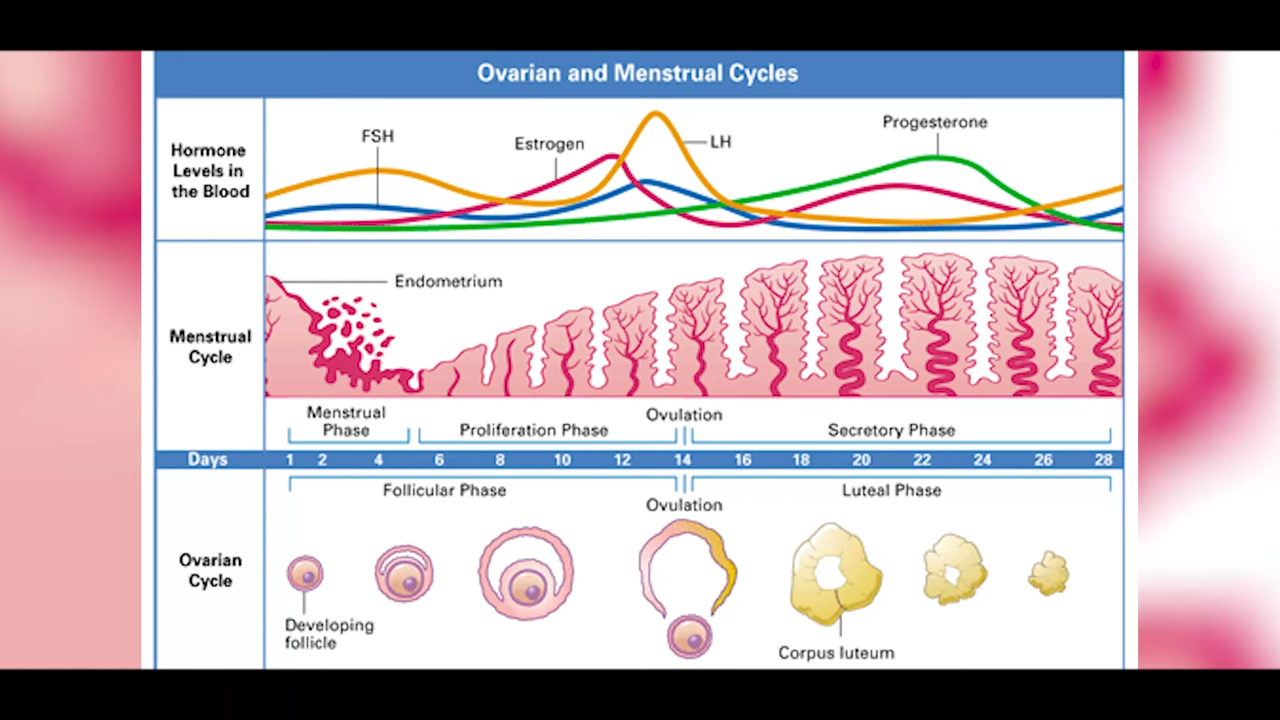 Ovarian and Menstrual Cycles
Hormone
Levels in
the Blood
FSH
Estrogen
LH
Progesterone
Menstrual
Cycle
Endometrium
Menstrual
Phase
Proliferation Phase
Ovulation
Secretory Phase
Days 1 2 4 6 8 10 12 14 16 18 20 22 24 26 28
Follicular Phase
Ovulation
Luteal Phase
Ovarian
Cycle
Developing
follicle
Corpus luteum